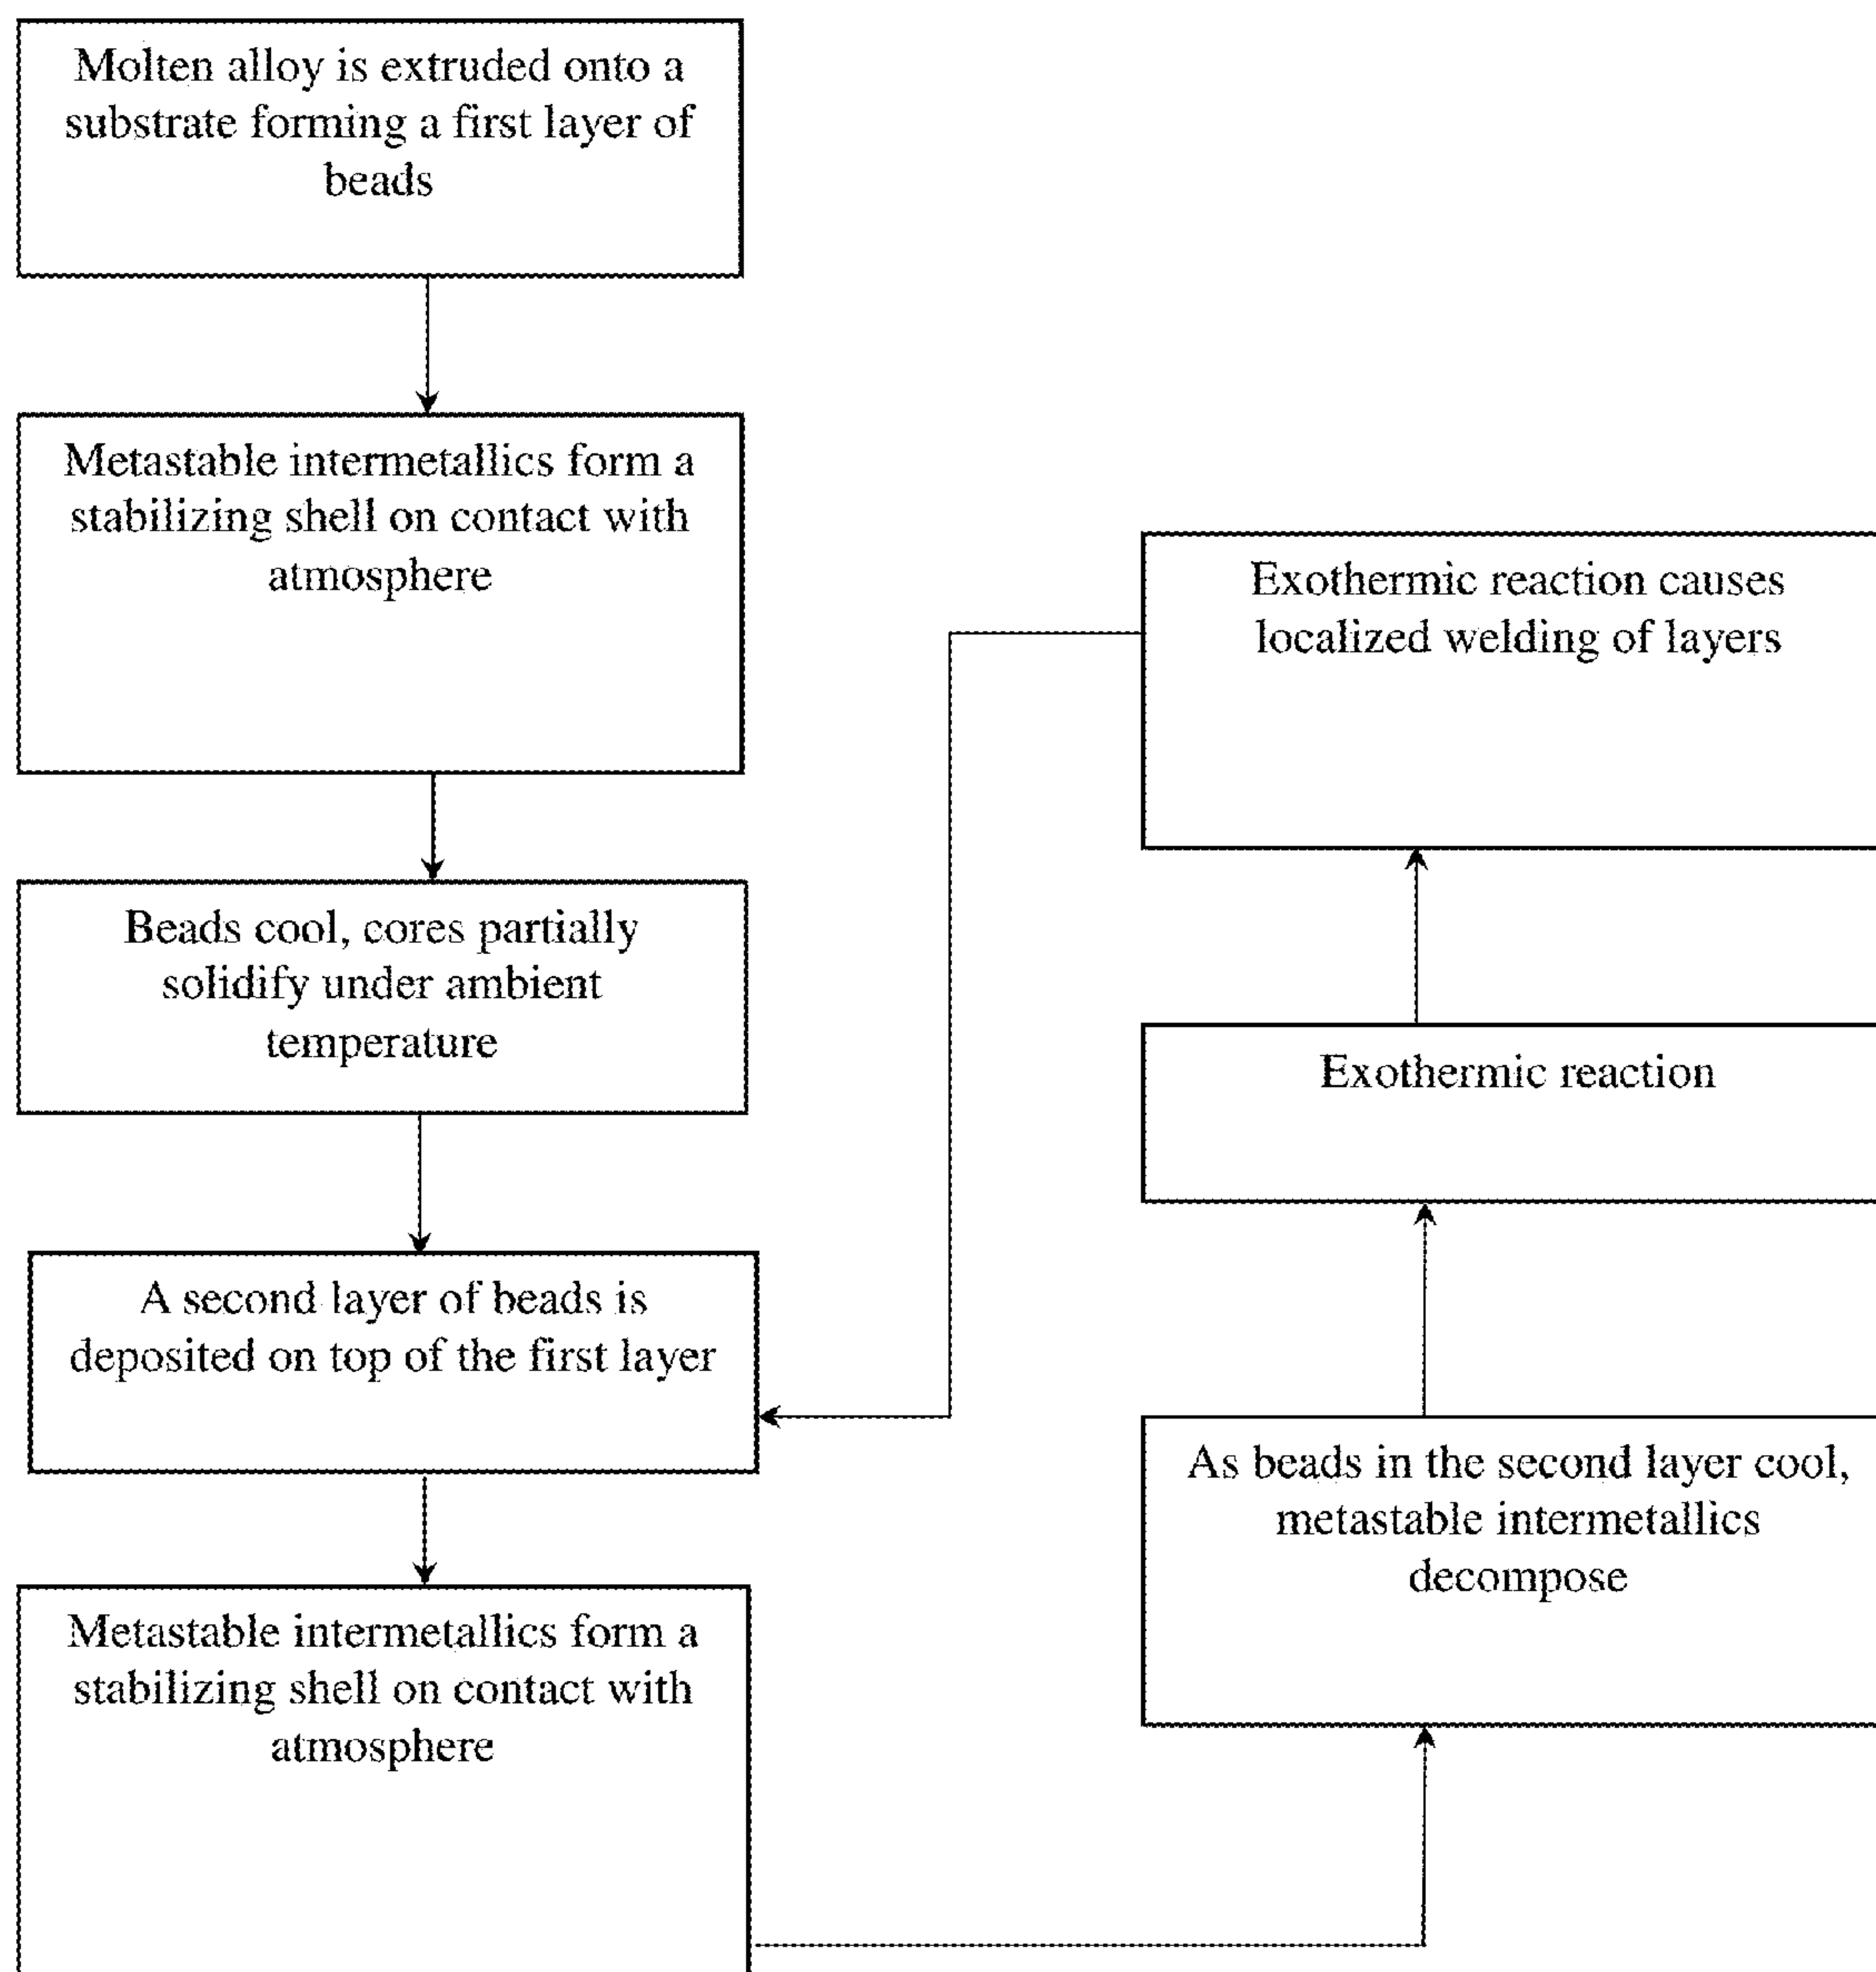 Molten alloy is extruded onto a
substrate forming a first layer of
beads
Metastable intermetallics form a
stabilizing shell on contact with
atmosphere
Beads cool, cores partially
solidify under ambient
temperature
A second layer of beads is
deposited on top of the first layer
Metastable intermetallics form a
stabilizing shell on contact with
atmosphere
As beads in the second layer cool,
metastable intermetallics
decompose
Exothermic reaction
Exothermic reaction causes
localized welding of layers